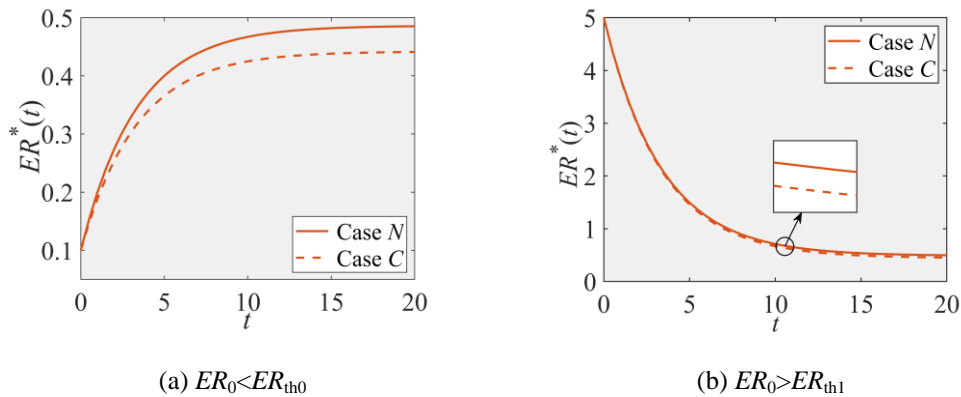 0.5
0.4
0.3
0.2
0.1
ER*(t)
0 5 10 15 20
t
Case N
Case C
(a) ER0<ERth0
5
4
3
2
1
0
ER*(t)
0 5 10 15 20
t
Case N
Case C
(b) ER0>ERth1